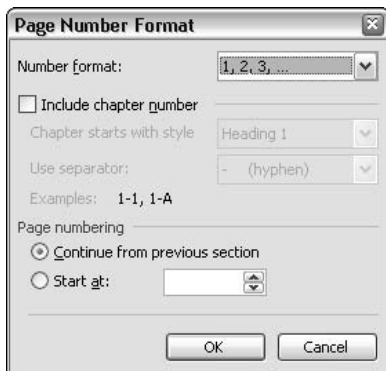 Page Number Format
Number format: 1, 2, 3, ...
Include chapter number
Chapter starts with style Heading 1
Use separator: - (hyphen)
Examples: 1-1, 1-A
Page numbering
Continue from previous section
Start at:
OK Cancel